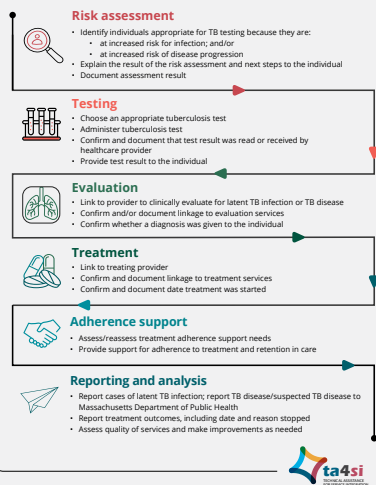 Risk assessment
• Identify individuals appropriate for TB testing because they are:
• at increased risk for infection; and/or
• at increased risk of disease progression
• Explain the result of the risk assessment and next steps to the individual
• Document assessment result
Testing
• Choose an appropriate tuberculosis test
• Administer tuberculosis test
• Confirm and document that test result was read or received by
healthcare provider
• Provide test result to the individual
Evaluation
• Link to provider to clinically evaluate for latent TB infection or TB disease
• Confirm and/or document linkage to evaluation services
• Confirm whether a diagnosis was given to the individual
Treatment
• Link to treating provider
• Confirm and document linkage to treatment services
• Confirm and document date treatment was started
Adherence support
• Assess/reassess treatment adherence support needs
• Provide support for adherence to treatment and retention in care
Reporting and analysis
• Report cases of latent TB infection; report TB disease/suspected TB disease to
Massachusetts Department of Public Health
• Report treatment outcomes, including date and reason stopped
• Assess quality of services and make improvements as needed
ta4si
TECHNICAL ASSISTANCE